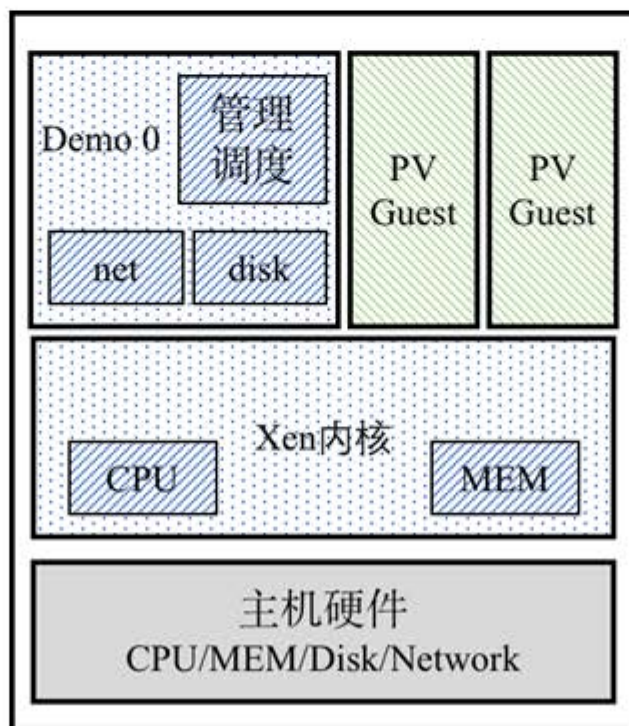 Demo 0
管理
调度
net
disk
PV
Guest
PV
Guest
Xen内核
CPU
MEM
主机硬件
CPU/MEM/Disk/Network